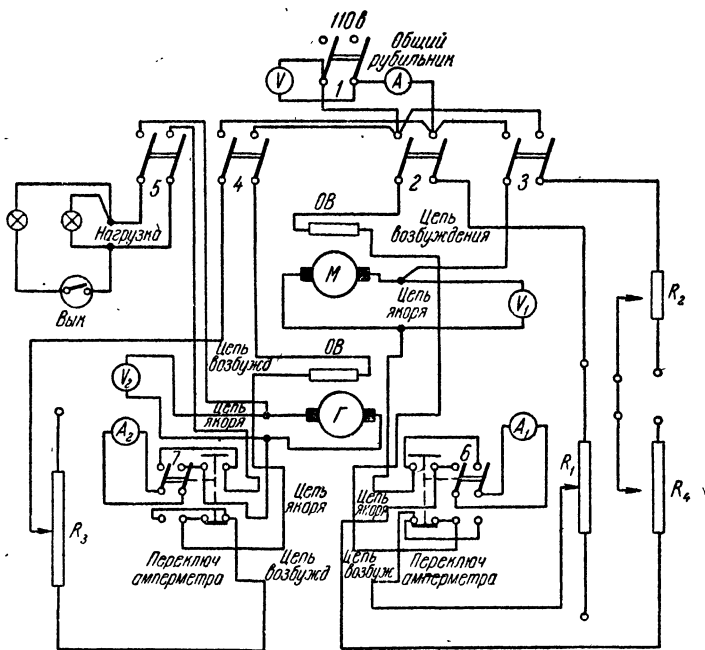 110в
Общий
рубильник
V
1
A
5
4
2
3
ОВ
Цепь
возбуждения
Нагрузка
М
Цепь
якоря
V₁
R₂
Вык
Цепь
возбужд
ОВ
V₂
Цепь
якоря
Г
A₂
7
6
A₁
R₁
R₄
R₃
Цепь
якоря
Цепь
якоря
Переключ
амперметра
Цепь
возбужд
Цепь
возбуж
Переключ
амперметра